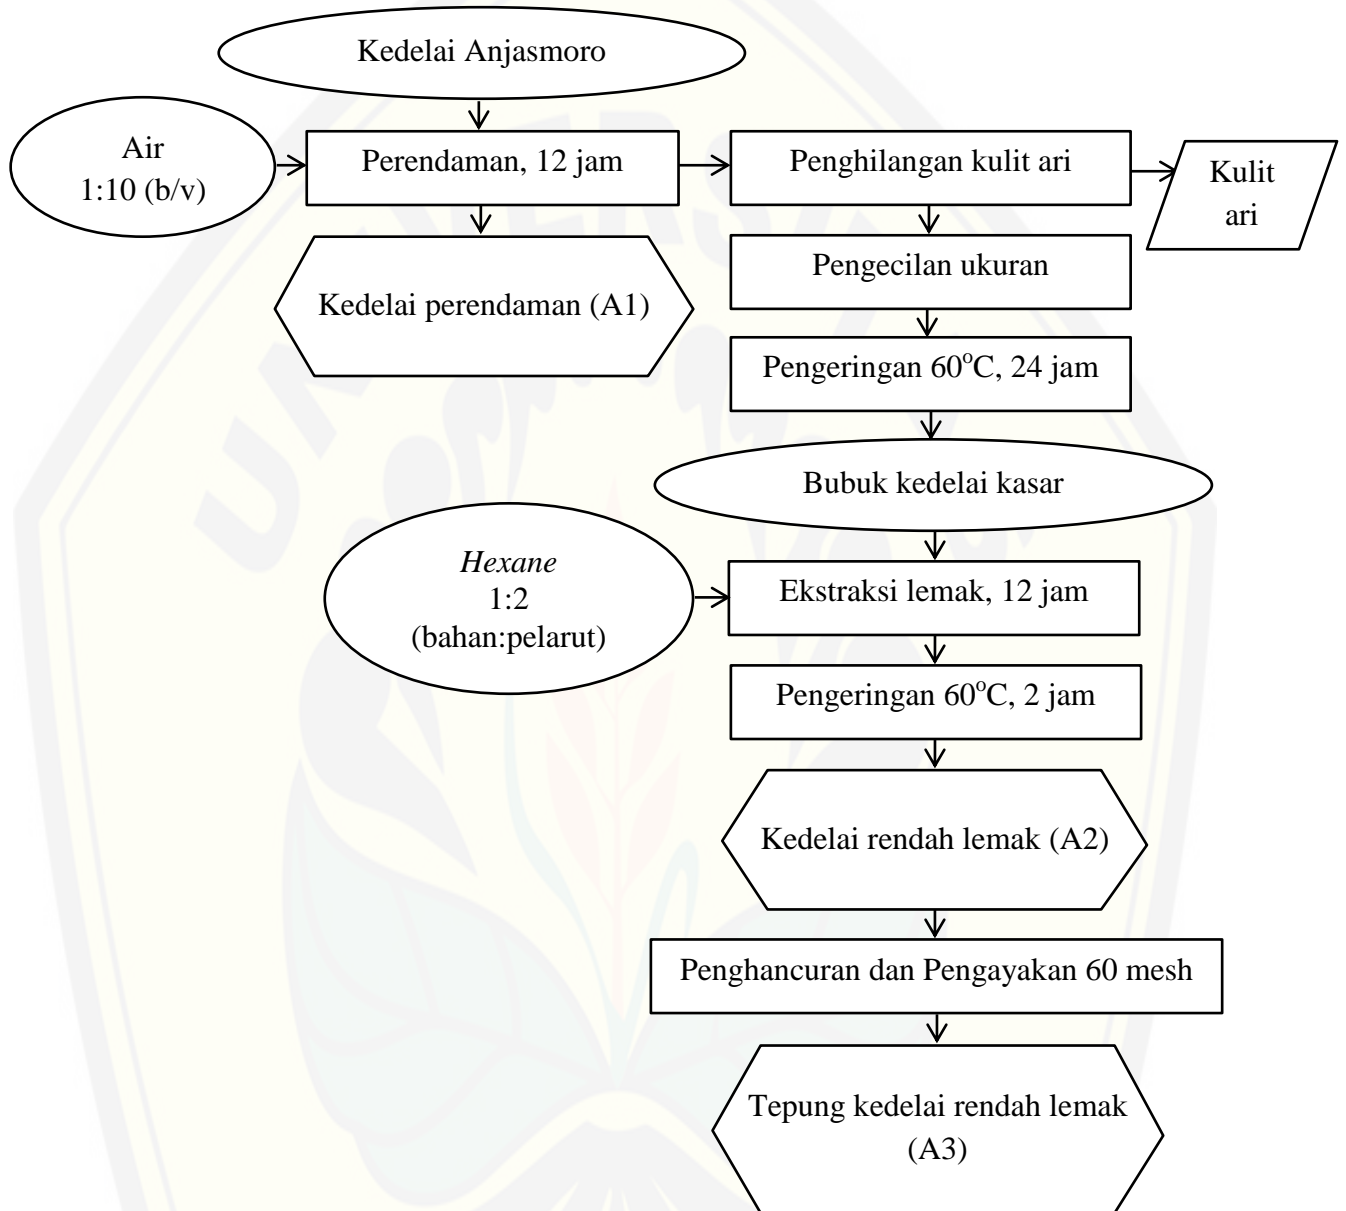 Kedelai Anjasmoro
Air
1:10 (b/v)
Perendaman, 12 jam
Penghilangan kulit ari
Kulit
ari
Kedelai perendaman (A1)
Pengecilan ukuran
Pengeringan 60°C, 24 jam
Bubuk kedelai kasar
Hexane
1:2
(bahan:pelarut)
Ekstraksi lemak, 12 jam
Pengeringan 60°C, 2 jam
Kedelai rendah lemak (A2)
Penghancuran dan Pengayakan 60 mesh
Tepung kedelai rendah lemak
(A3)